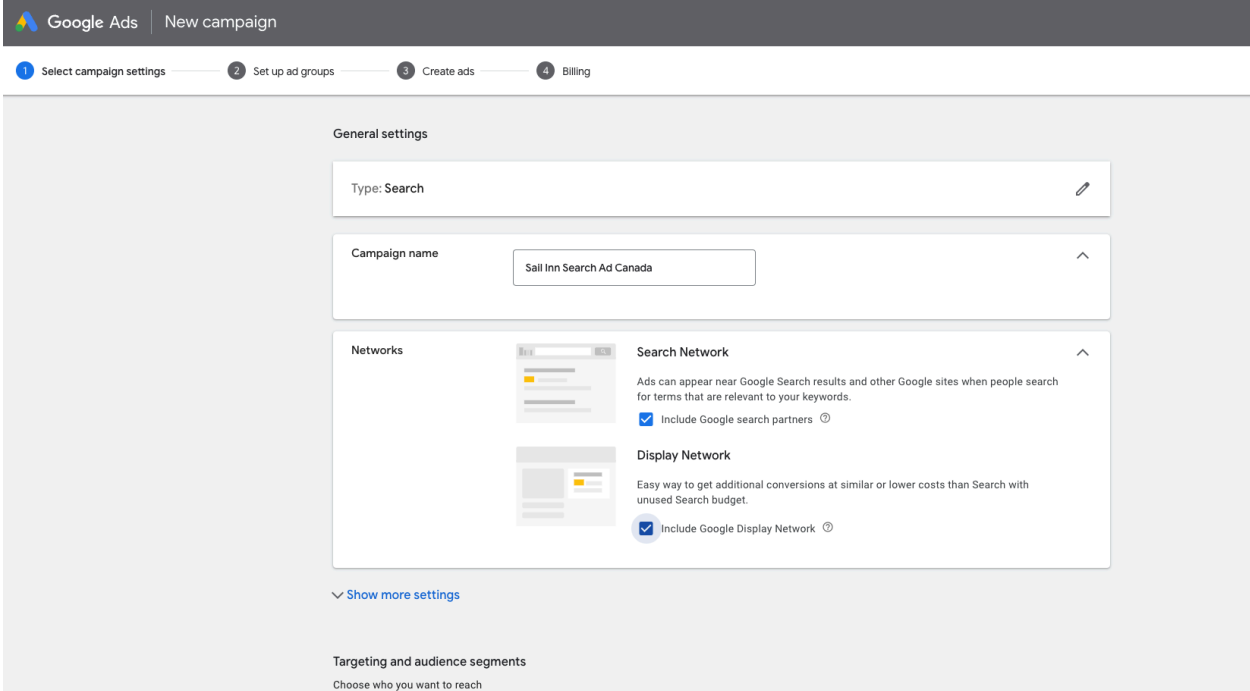 Google Ads New campaign
1 Select campaign settings 2 Set up ad groups 3 Create ads 4 Billing
General settings
Type: Search
Campaign name
Sail Inn Search Ad Canada
Networks
Search Network
Ads can appear near Google Search results and other Google sites when people search
for terms that are relevant to your keywords.
Include Google search partners
Display Network
Easy way to get additional conversions at similar or lower costs than Search with
unused Search budget.
Include Google Display Network
Show more settings
Targeting and audience segments
Choose who you want to reach